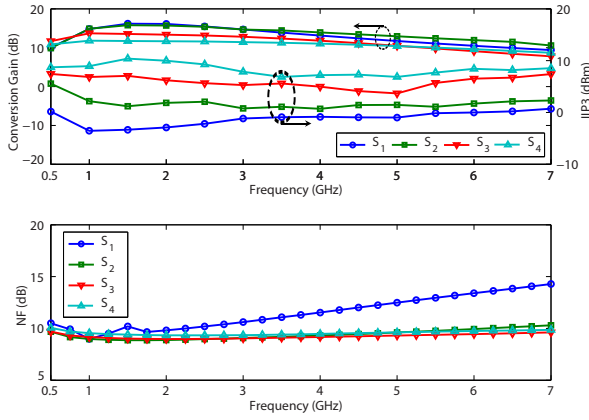 20
10
0
−10
−20
Conversion Gain (dB)
20
10
0
−10
IIP3 (dBm)
S1 S2 S3 S4
0.5 1 2 3 4 5 6 7
Frequency (GHz)
20
15
10
5
NF (dB)
S1
S2
S3
S4
0.5 1 2 3 4 5 6 7
Frequency (GHz)